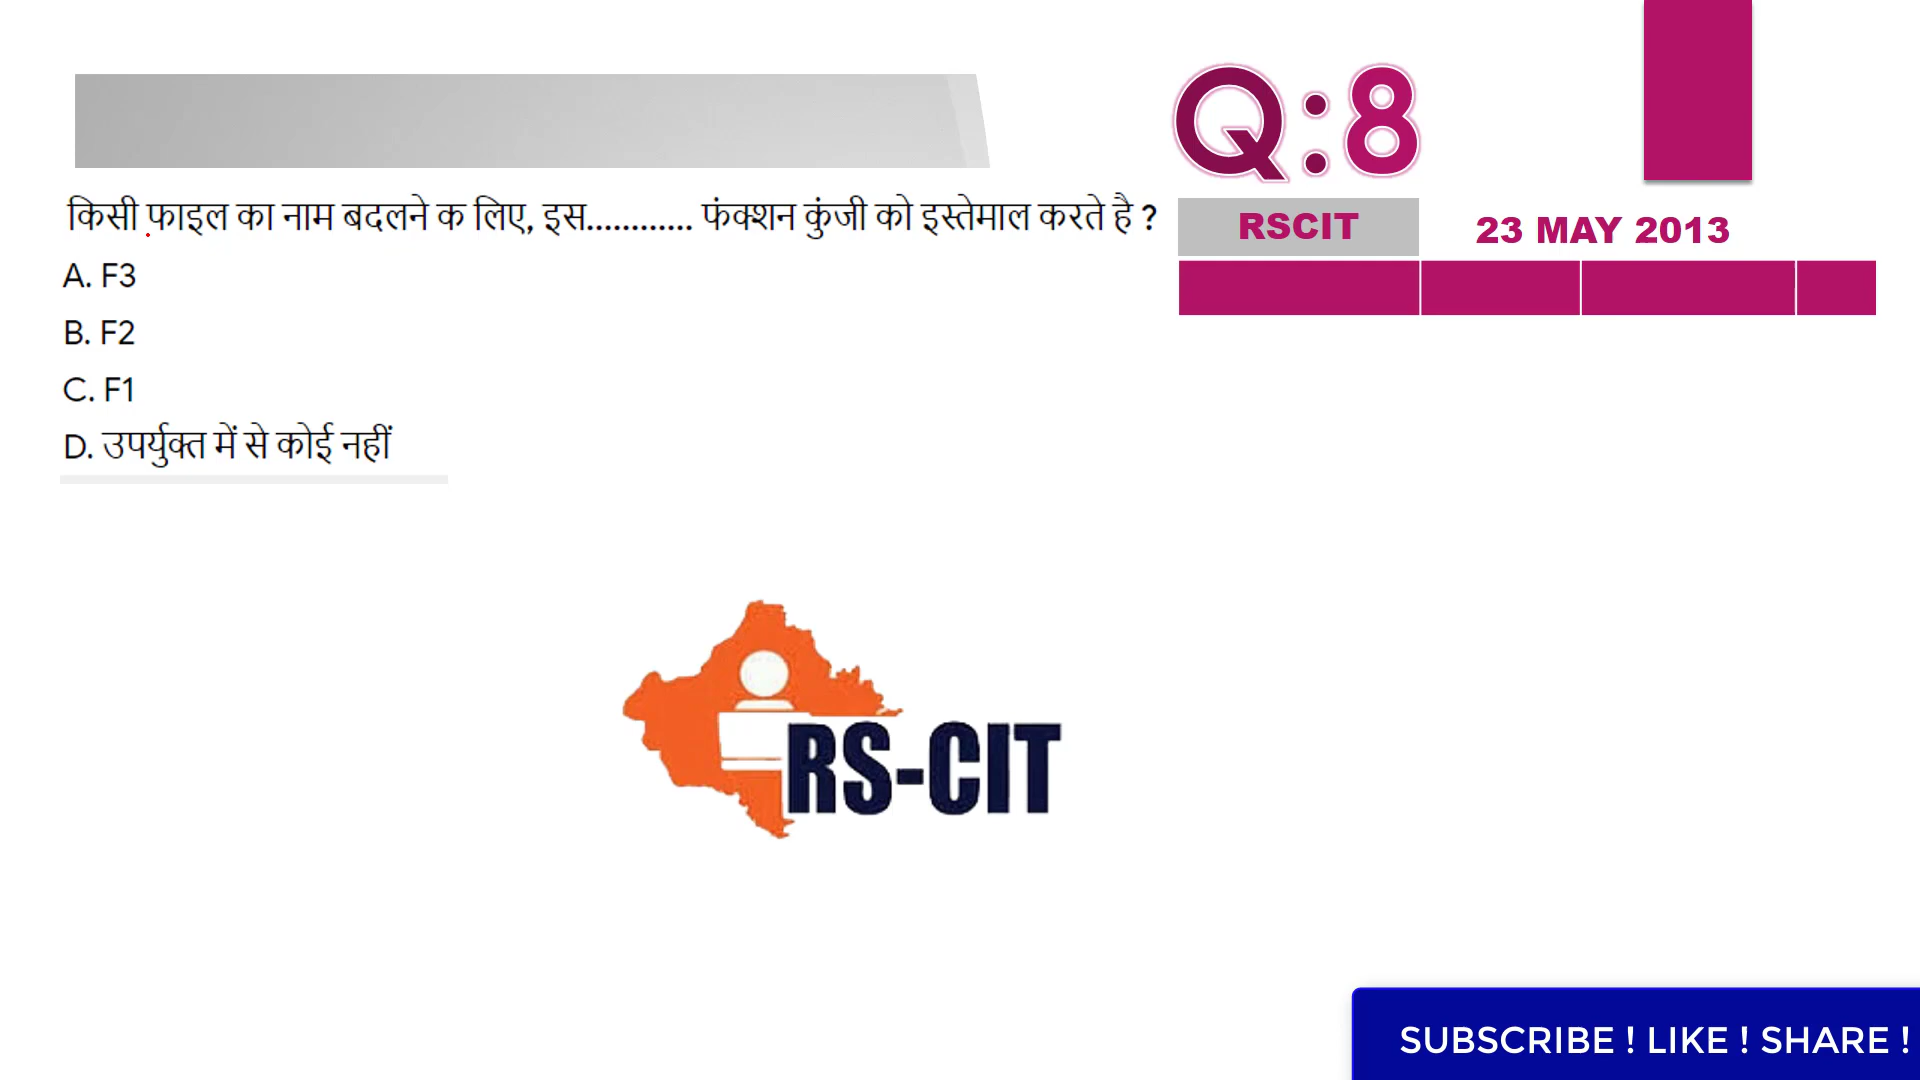 Q:8
किसी फाइल का नाम बदलने क लिए, इस............ फंक्शन कुंजी को इस्तेमाल करते है ?
RSCIT
23 MAY 2013
A. F3
B. F2
C. F1
D. उपर्युक्त में से कोई नहीं
RS-CIT
SUBSCRIBE ! LIKE ! SHARE !